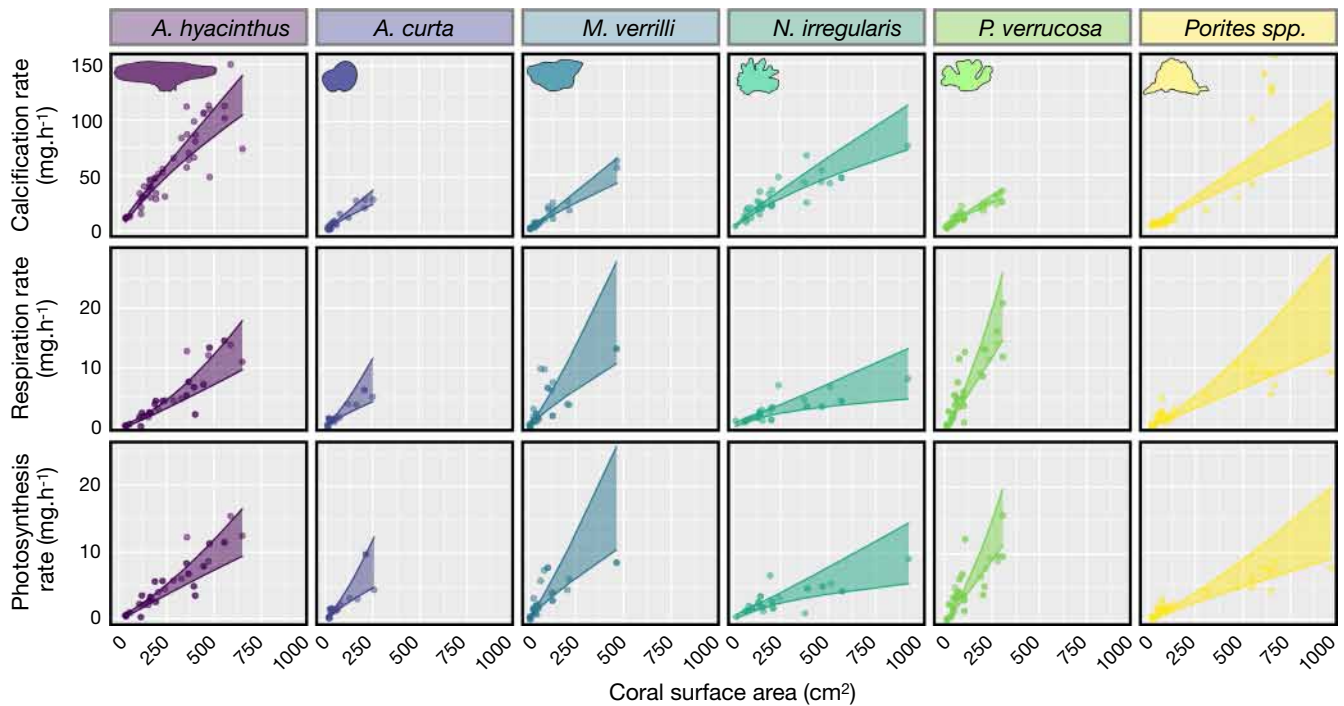 A. hyacinthus A. curta M. verrilli N. irregularis P. verrucosa Porites spp.
Calcification rate
(mg.h-1)
150
100
50
0
Respiration rate
(mg.h-1)
20
10
0
Photosynthesis
rate (mg.h-1)
20
10
0
0 250 500 750 1000 0 250 500 750 1000 0 250 500 750 1000 0 250 500 750 1000 0 250 500 750 1000 0 250 500 750 1000
Coral surface area (cm2)